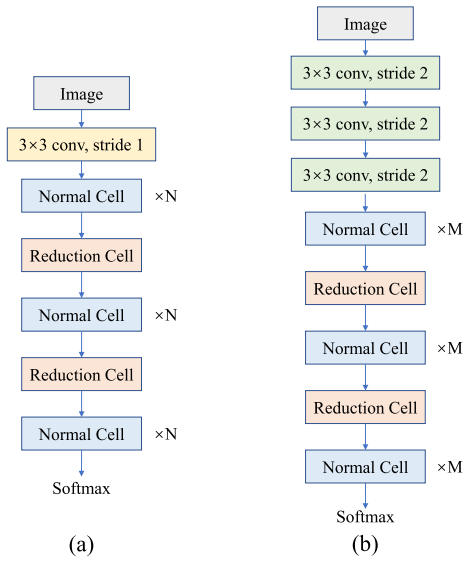 Image
3×3 conv, stride 1
Normal Cell ×N
Reduction Cell
Normal Cell ×N
Reduction Cell
Normal Cell ×N
Softmax
(a)
Image
3×3 conv, stride 2
3×3 conv, stride 2
3×3 conv, stride 2
Normal Cell ×M
Reduction Cell
Normal Cell ×M
Reduction Cell
Normal Cell ×M
Softmax
(b)